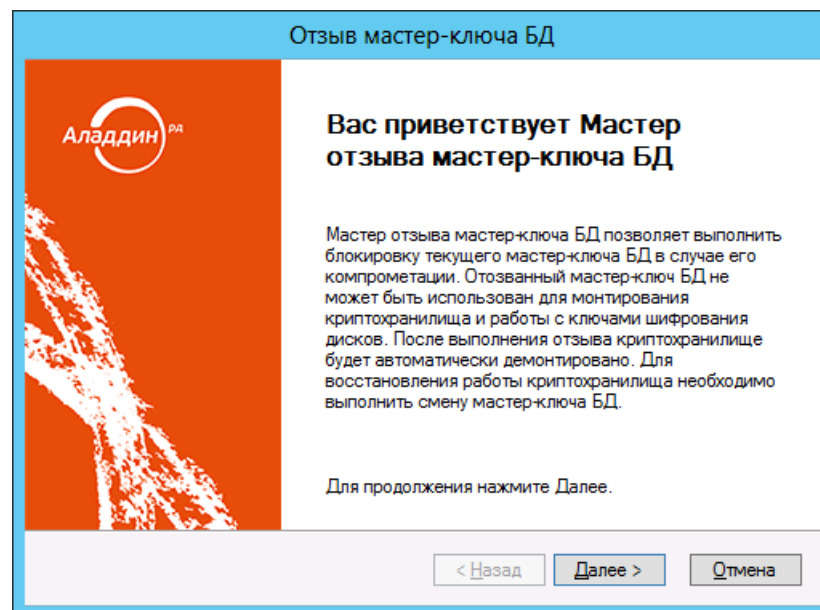 Отзыв мастер-ключа БД
Аладдин РД
Вас приветствует Мастер
отзыва мастер-ключа БД
Мастер отзыва мастер-ключа БД позволяет выполнить
блокировку текущего мастер-ключа БД в случае его
компрометации. Отозванный мастер-ключ БД не
может быть использован для монтирования
криптохранилища и работы с ключами шифрования
дисков. После выполнения отзыва криптохранилище
будет автоматически демонтировано. Для
восстановления работы криптохранилища необходимо
выполнить смену мастер-ключа БД.
Для продолжения нажмите Далее.
< Назад Далее > Отмена